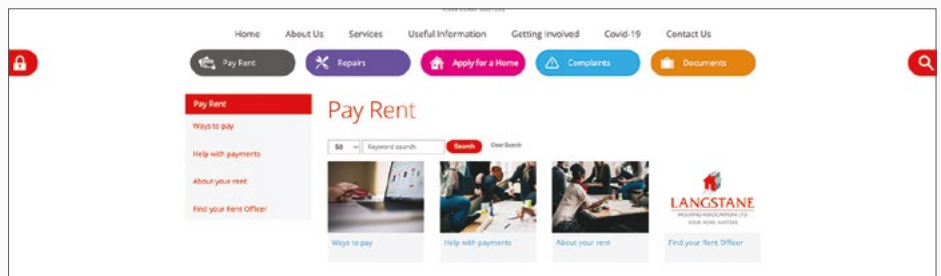 YOUR HOME MATTERS
Home About Us Services Useful Information Getting Involved Covid-19 Contact Us
Pay Rent Repairs Apply for a Home Complaints Documents
Pay Rent
Ways to pay
Help with payments
About your rent
Find your Rent Officer
Pay Rent
50 Keyword search Search Clear Search
LANGSTANE
HOUSING ASSOCIATION LTD
YOUR HOME MATTERS
Ways to pay Help with payments About your rent Find your Rent Officer